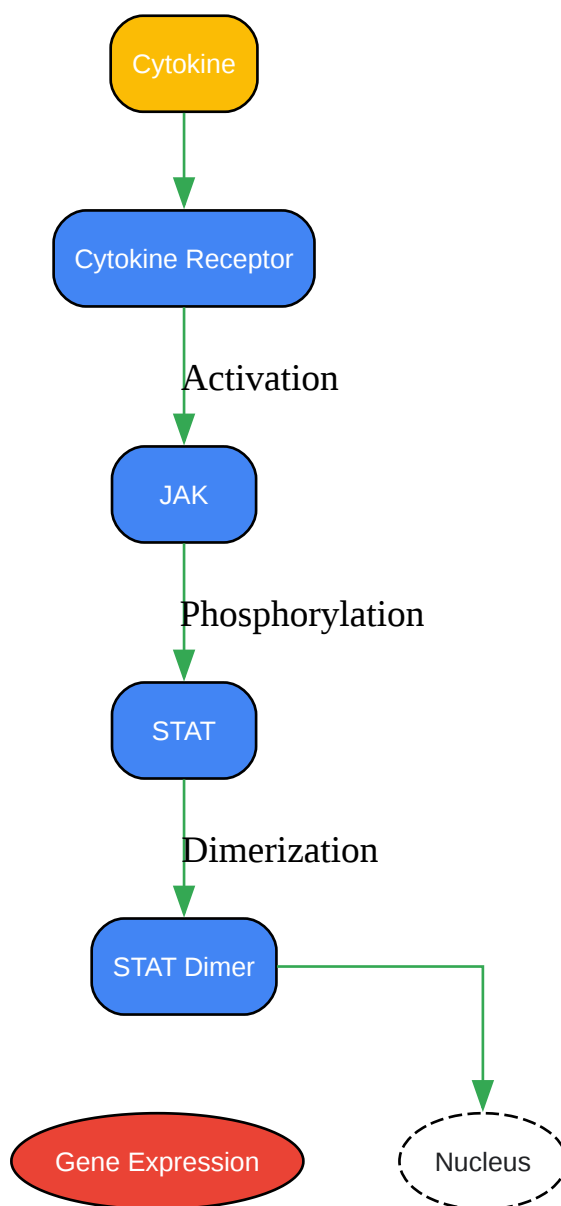 Cytokine
Cytokine Receptor
Activation
JAK
Phosphorylation
STAT
Dimerization
STAT Dimer
Gene Expression
Nucleus